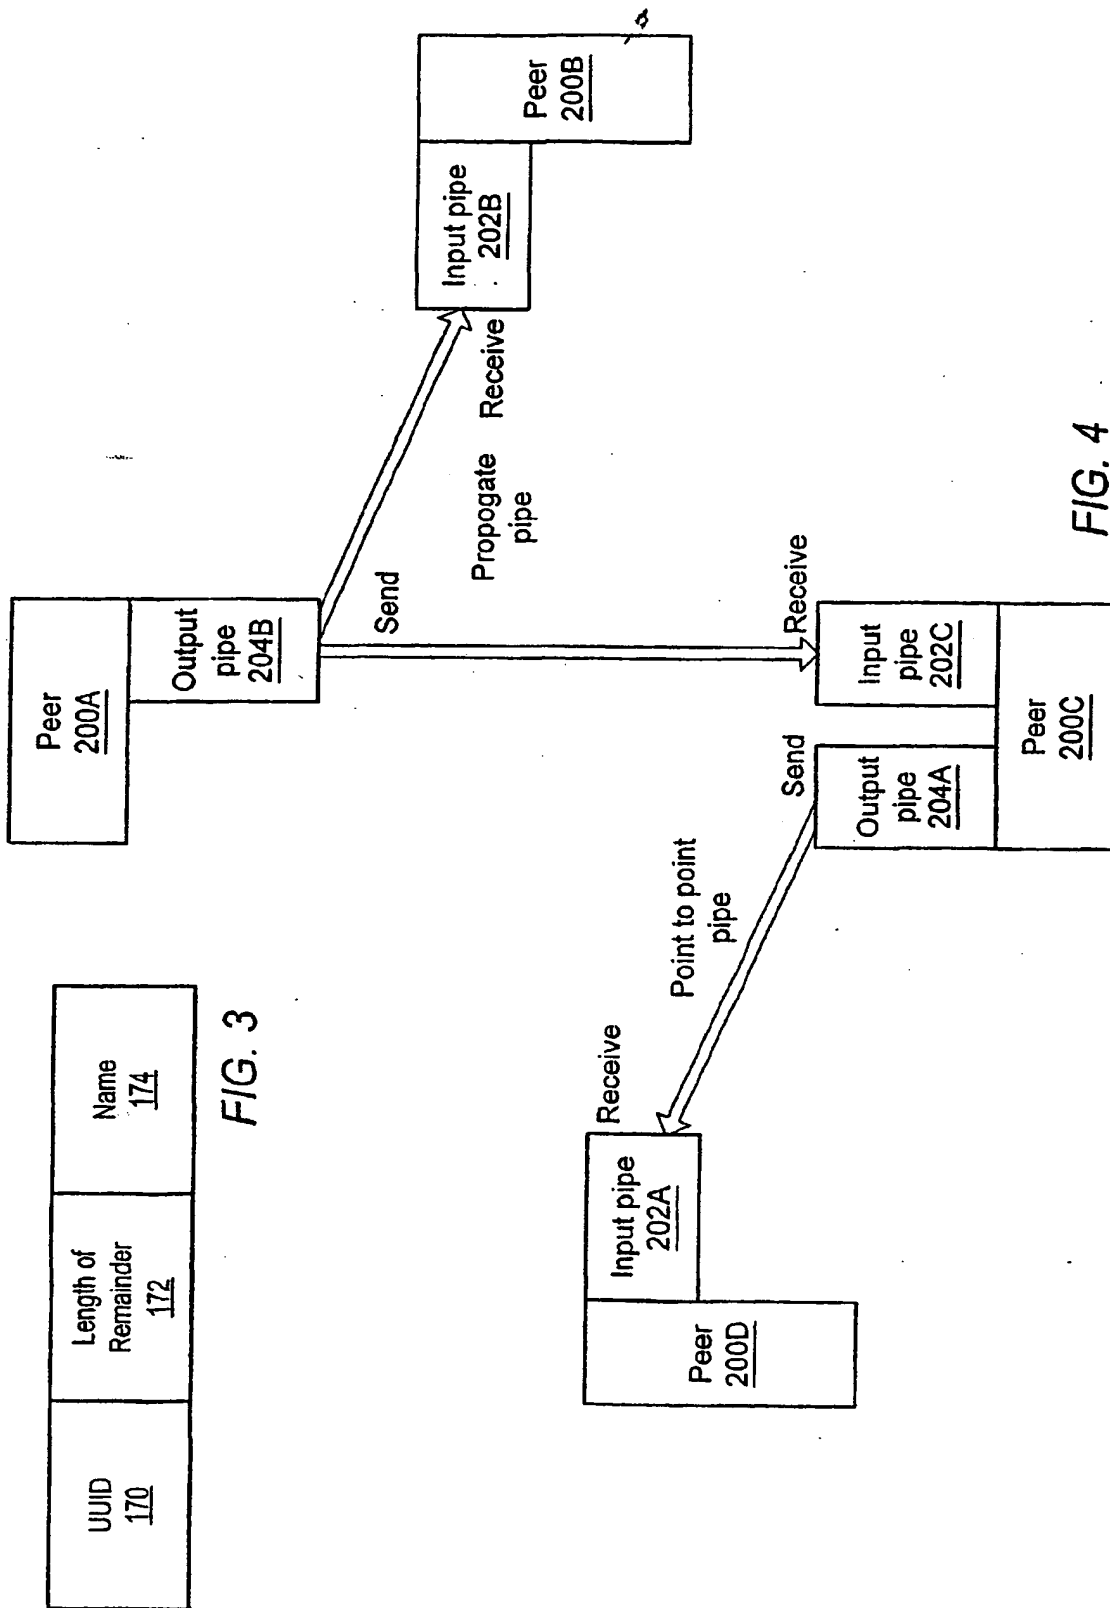 UUID
170
Length of
Remainder
172
Name
174
FIG. 3
Peer
200A
Output
pipe
204B
Send
Propogate
pipe
Receive
Input pipe
202B
Peer
200B
Receive
Input pipe
202A
Peer
200D
Point to point
pipe
Send
Receive
Output
pipe
204A
Input
pipe
202C
Peer
200C
FIG. 4